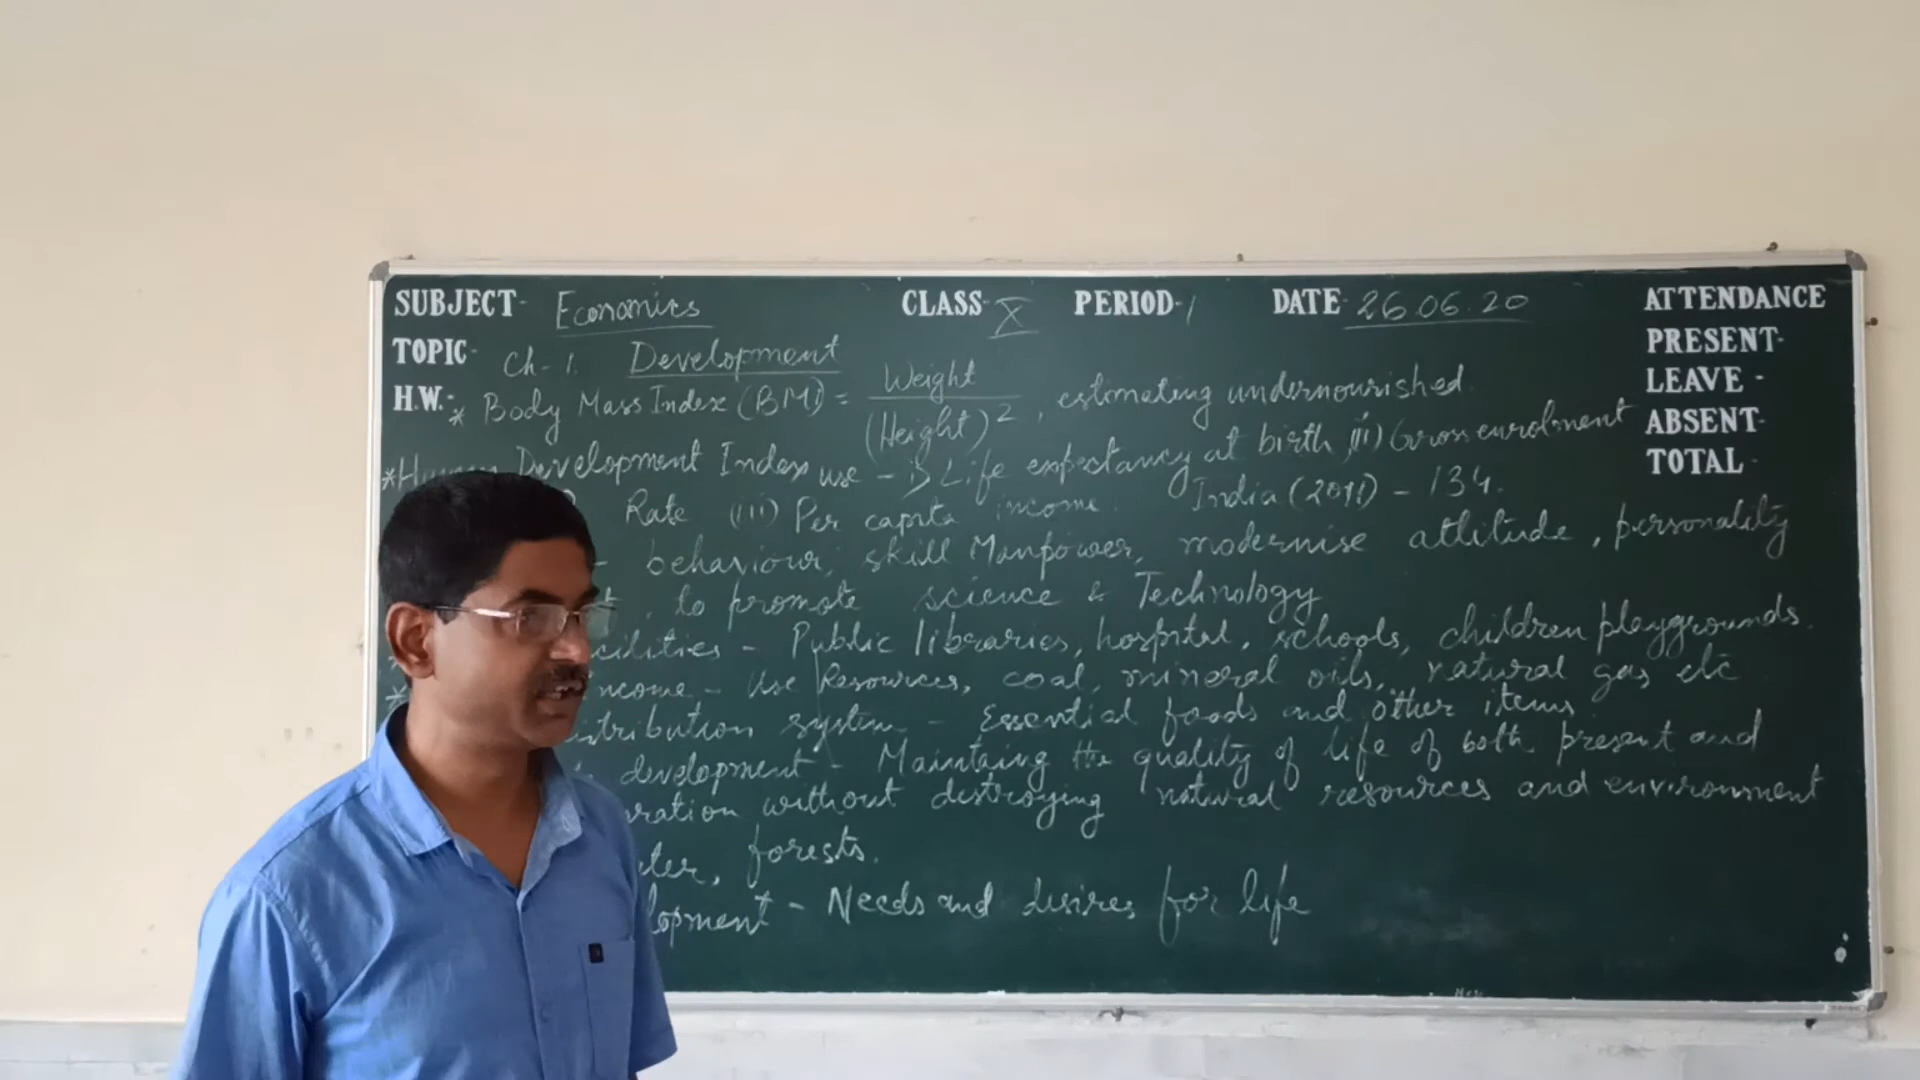 SUBJECT- Economics CLASS- X PERIOD- 1 DATE- 26.06.20 ATTENDANCE
TOPIC- Ch-1. Development PRESENT-
H.W.- * Body Mass Index (BMI) = Weight / (Height)², estimating undernourished LEAVE -
* Human Development Index use - i) Life expectancy at birth, (ii) Gross enrolment ABSENT-
Rate (iii) Per capita income. India (2011) - 134. TOTAL-
- behaviour, skill Manpower, modernise attitude, personality
, to promote science & Technology
cilities - Public libraries, hospital, schools, children playgrounds.
ncome - Use Resources, coal, mineral oils, natural gas etc
stribution system - Essential foods and other items
development - Maintaing the quality of life of both present and
ration without destroying natural resources and environment
ter, forests.
lopment - Needs and desires for life